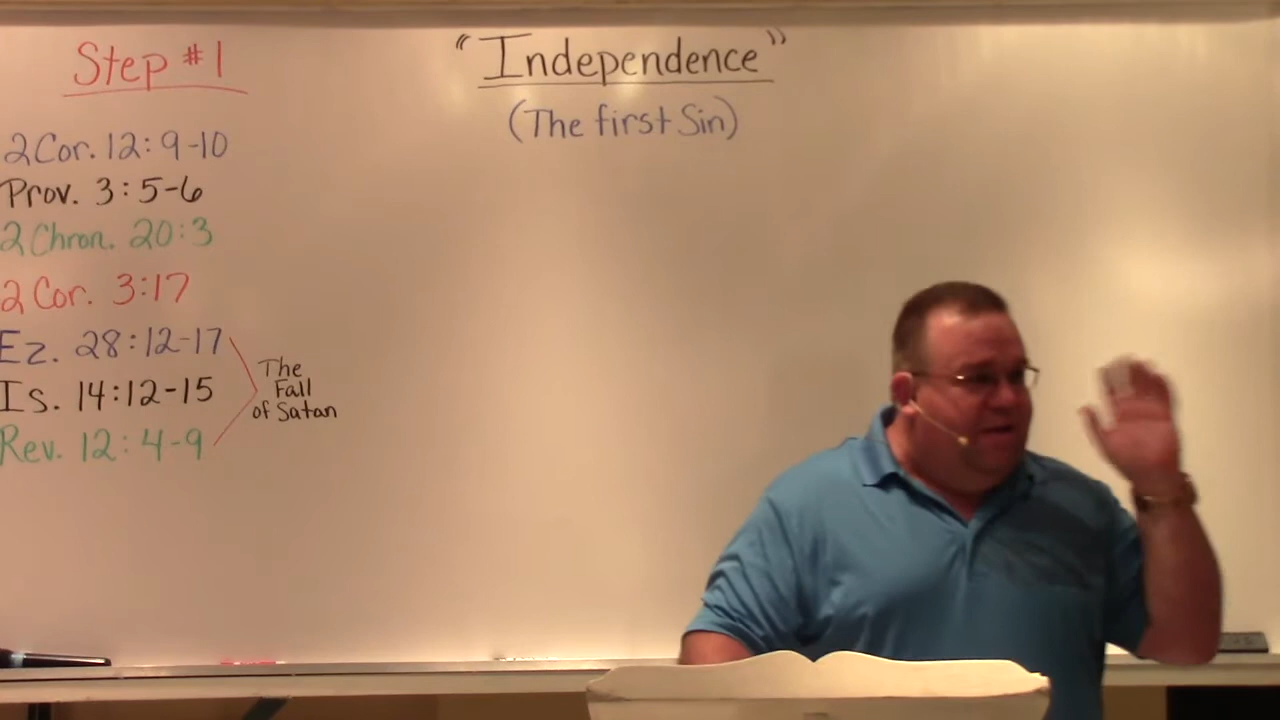 Step #1
"Independence"
(The first Sin)
2 Cor. 12:9-10
Prov. 3:5-6
2 Chron. 20:3
2 Cor. 3:17
Ez. 28:12-17
Is. 14:12-15
Rev. 12:4-9
The
Fall
of Satan